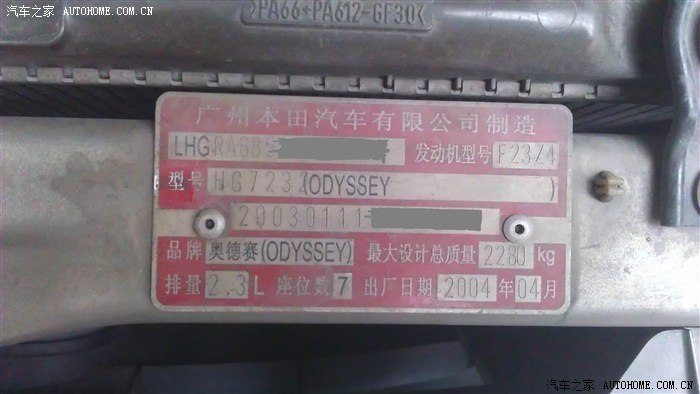 汽车之家 AUTOHOME.COM.CN
>PA66+PA612-GF30<
广州本田汽车有限公司制造
LHGRA68 发动机型号 F23Z4
型号 HG7232(ODYSSEY )
20030111
品牌 奥德赛(ODYSSEY) 最大设计总质量 2280 kg
排量 2.3 L 座位数 7 出厂日期 2004 年 04 月
汽车之家 AUTOHOME.COM.CN